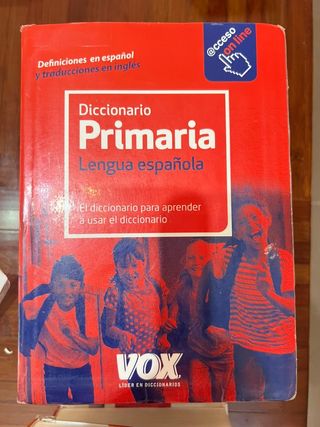 Definiciones en español
y traducciones en inglés
@cceso
on line
Diccionario
Primaria
Lengua española
El diccionario para aprender
a usar el diccionario
VOX
LÍDER EN DICCIONARIOS